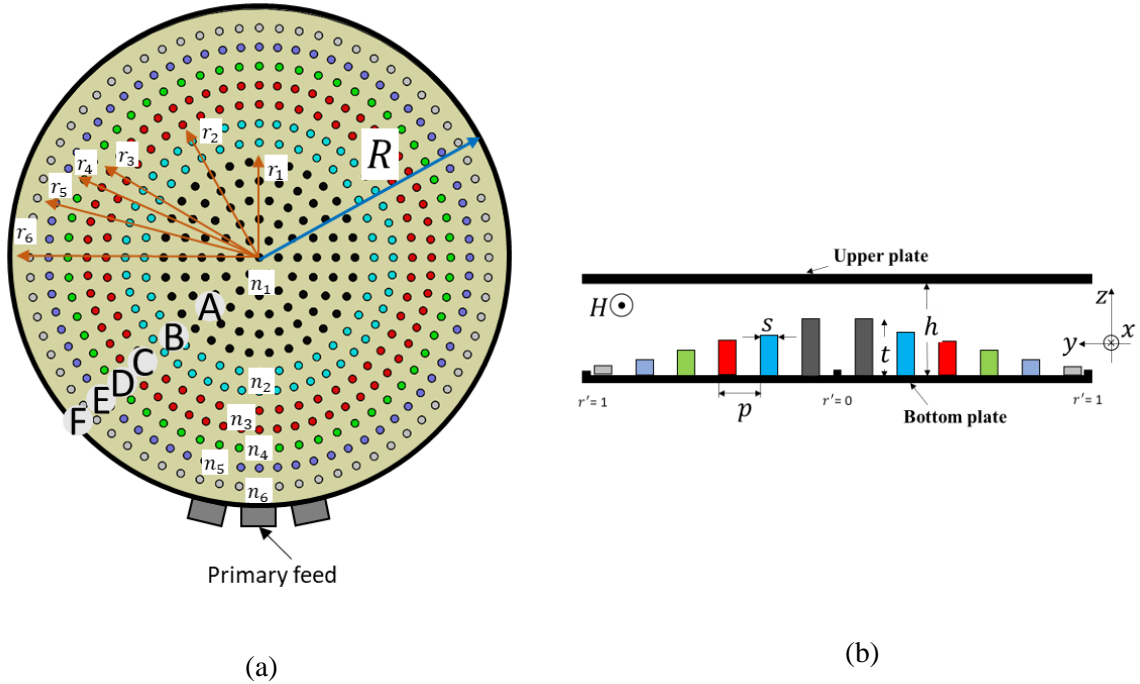 R
r₁
r₂
r₃
r₄
r₅
r₆
n₁
A
B
C
D
E
F
n₂
n₃
n₄
n₅
n₆
Primary feed
(a)
Upper plate
H
s
t
h
z
y
x
p
r'= 1
r'= 0
r'= 1
Bottom plate
(b)